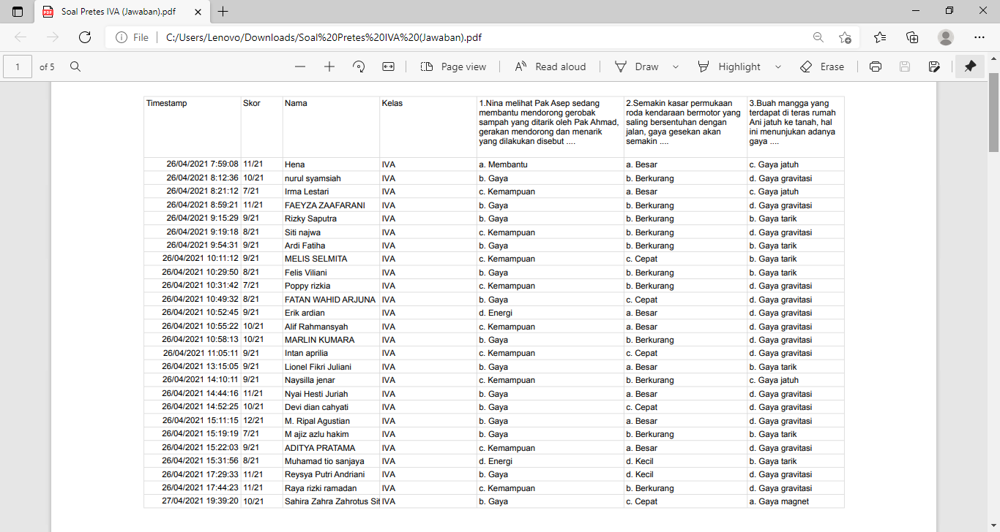 Soal Pretes IVA (Jawaban).pdf
File C:/Users/Lenovo/Downloads/Soal%20Pretes%20IVA%20(Jawaban).pdf
1 of 5 Page view Read aloud Draw Highlight Erase
Timestamp Skor Nama Kelas 1.Nina melihat Pak Asep sedang 2.Semakin kasar permukaan 3.Buah mangga yang
membantu mendorong gerobak roda kendaraan bermotor yang terdapat di teras rumah
sampah yang ditarik oleh Pak Ahmad, saling bersentuhan dengan Ani jatuh ke tanah, hal
gerakan mendorong dan menarik jalan, gaya gesekan akan ini menunjukan adanya
yang dilakukan disebut .... semakin .... gaya ....
26/04/2021 7:59:08 11/21 Hena IVA a. Membantu a. Besar c. Gaya jatuh
26/04/2021 8:12:36 10/21 nurul syamsiah IVA b. Gaya b. Berkurang d. Gaya gravitasi
26/04/2021 8:21:12 7/21 Irma Lestari IVA c. Kemampuan a. Besar c. Gaya jatuh
26/04/2021 8:59:21 11/21 FAEYZA ZAAFARANI IVA b. Gaya b. Berkurang d. Gaya gravitasi
26/04/2021 9:15:29 9/21 Rizky Saputra IVA b. Gaya b. Berkurang b. Gaya tarik
26/04/2021 9:19:18 8/21 Siti najwa IVA c. Kemampuan b. Berkurang d. Gaya gravitasi
26/04/2021 9:54:31 9/21 Ardi Fatiha IVA b. Gaya b. Berkurang b. Gaya tarik
26/04/2021 10:11:12 9/21 MELIS SELMITA IVA c. Kemampuan c. Cepat b. Gaya tarik
26/04/2021 10:29:50 8/21 Felis Viliani IVA b. Gaya b. Berkurang b. Gaya tarik
26/04/2021 10:31:42 7/21 Poppy rizkia IVA c. Kemampuan b. Berkurang d. Gaya gravitasi
26/04/2021 10:49:32 8/21 FATAN WAHID ARJUNA IVA b. Gaya c. Cepat d. Gaya gravitasi
26/04/2021 10:52:45 9/21 Erik ardian IVA d. Energi a. Besar d. Gaya gravitasi
26/04/2021 10:55:22 10/21 Alif Rahmansyah IVA c. Kemampuan a. Besar d. Gaya gravitasi
26/04/2021 10:58:13 10/21 MARLIN KUMARA IVA b. Gaya b. Berkurang d. Gaya gravitasi
26/04/2021 11:05:11 9/21 Intan aprilia IVA c. Kemampuan c. Cepat d. Gaya gravitasi
26/04/2021 13:15:05 9/21 Lionel Fikri Juliani IVA b. Gaya a. Besar b. Gaya tarik
26/04/2021 14:10:11 9/21 Naysilla jenar IVA c. Kemampuan b. Berkurang c. Gaya jatuh
26/04/2021 14:44:16 11/21 Nyai Hesti Juriah IVA b. Gaya a. Besar d. Gaya gravitasi
26/04/2021 14:52:25 10/21 Devi dian cahyati IVA b. Gaya c. Cepat d. Gaya gravitasi
26/04/2021 15:11:15 12/21 M. Ripal Agustian IVA b. Gaya a. Besar d. Gaya gravitasi
26/04/2021 15:19:19 7/21 M ajiz azlu hakim IVA b. Gaya b. Berkurang b. Gaya tarik
26/04/2021 15:22:03 9/21 ADITYA PRATAMA IVA c. Kemampuan a. Besar d. Gaya gravitasi
26/04/2021 15:31:56 8/21 Muhamad tio sanjaya IVA d. Energi d. Kecil b. Gaya tarik
26/04/2021 17:29:33 11/21 Reysya Putri Andriani IVA b. Gaya d. Kecil d. Gaya gravitasi
26/04/2021 17:44:23 11/21 Raya rizki ramadan IVA c. Kemampuan b. Berkurang d. Gaya gravitasi
27/04/2021 19:39:20 10/21 Sahira Zahra Zahrotus Sit IVA b. Gaya c. Cepat a. Gaya magnet